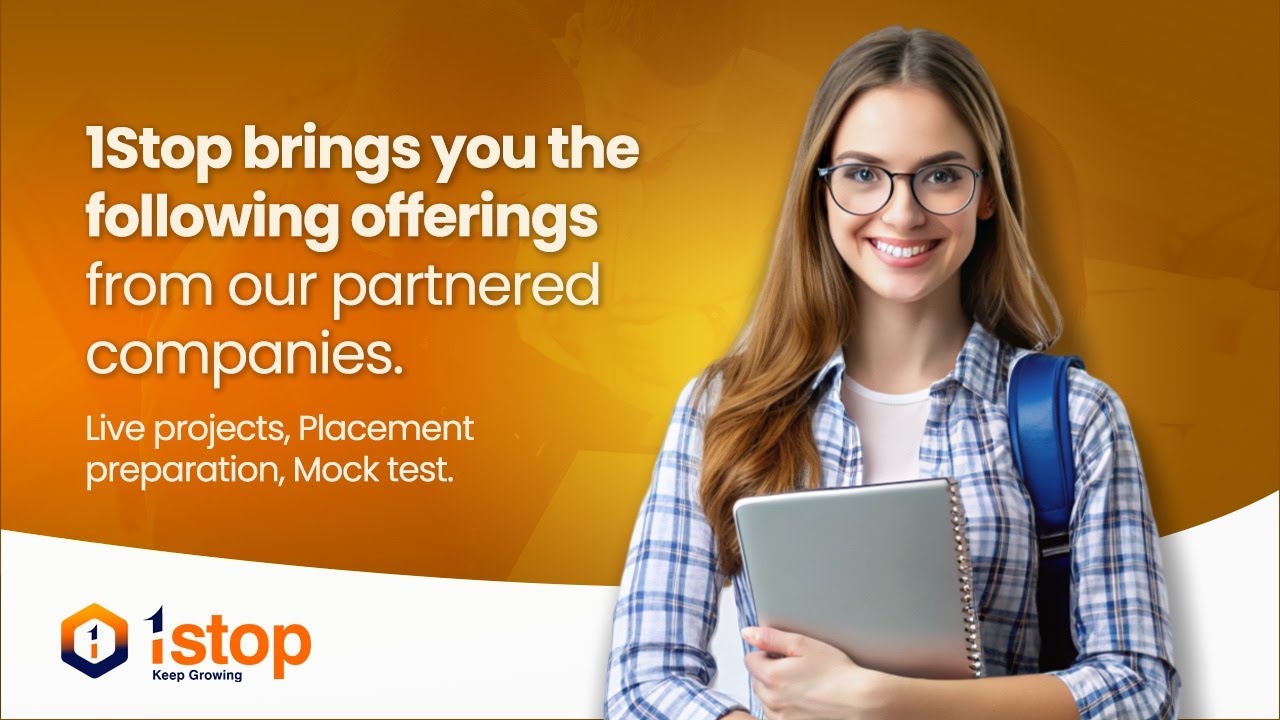 1Stop brings you the
following offerings
from our partnered
companies.
Live projects, Placement
preparation, Mock test.
1
1stop
Keep Growing